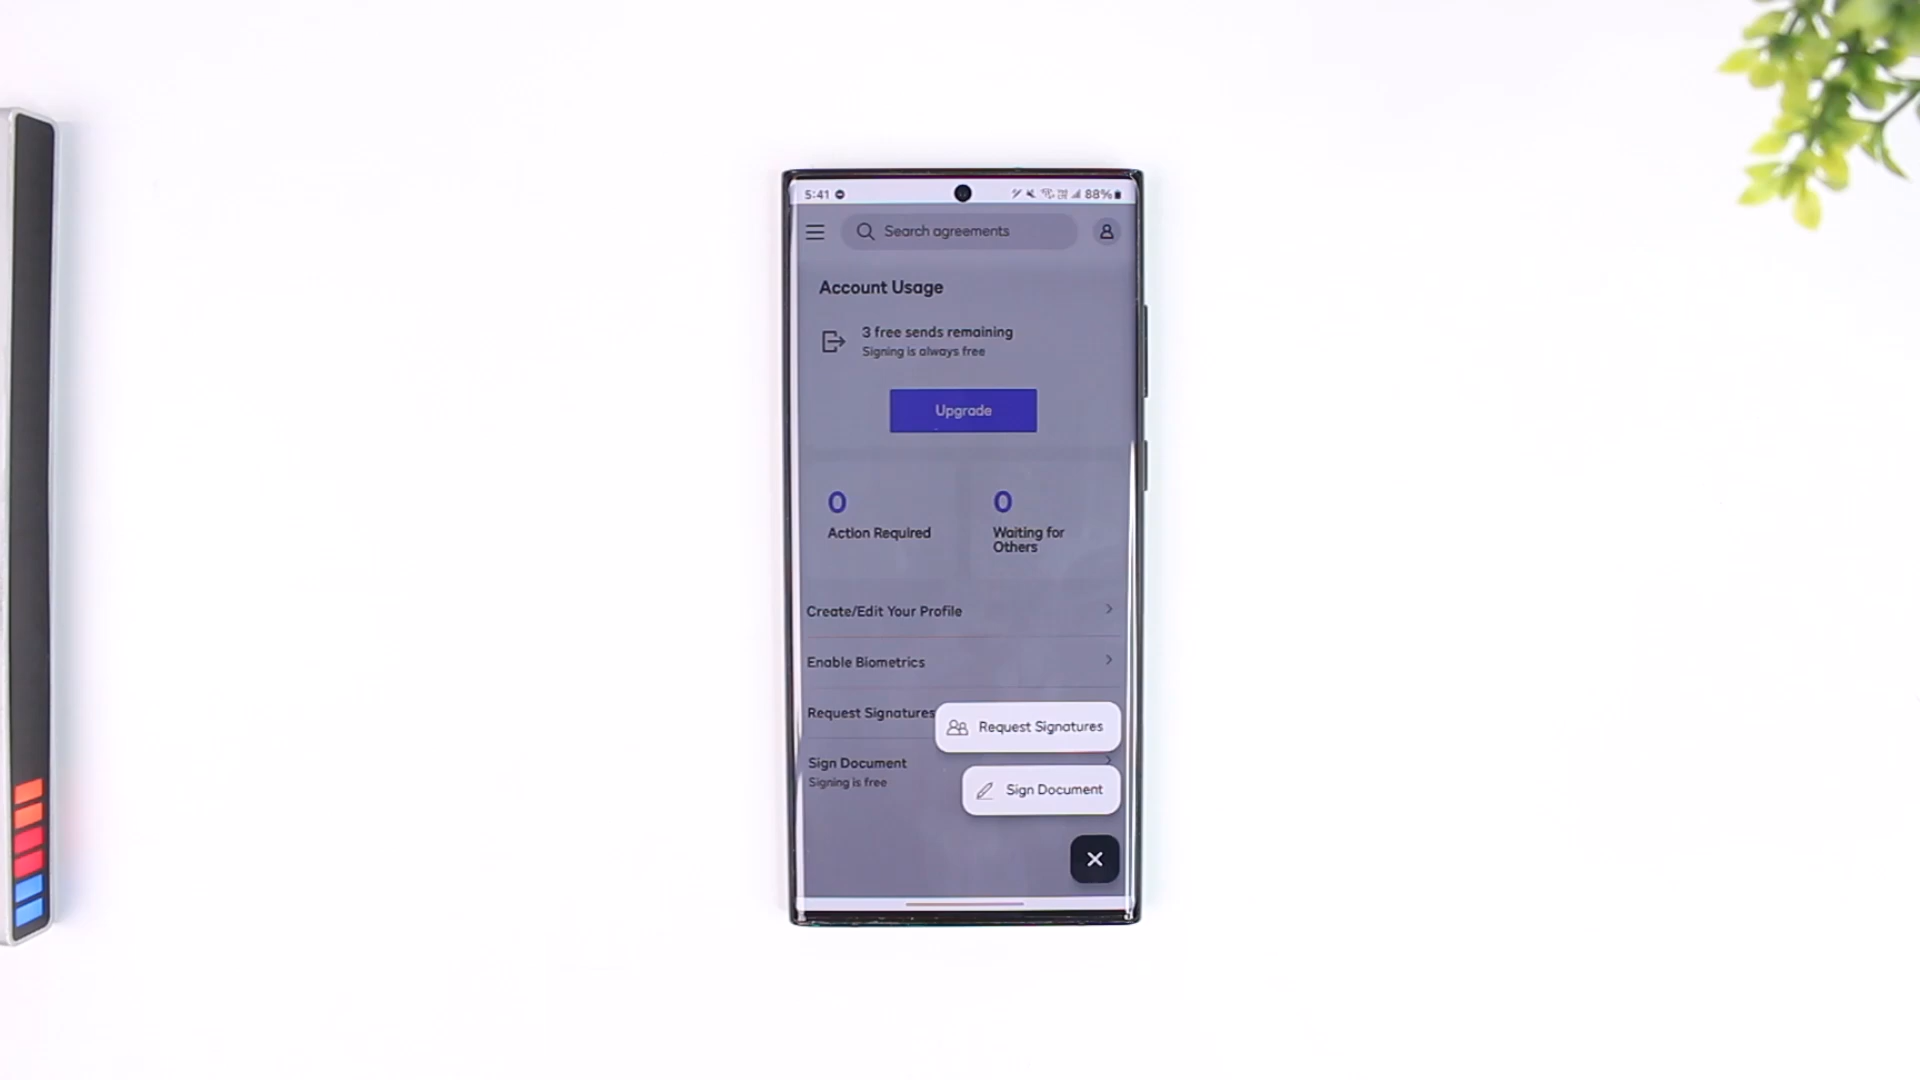 5:41
88%
Search agreements
Account Usage
3 free sends remaining
Signing is always free
Upgrade
0
Action Required
0
Waiting for
Others
Create/Edit Your Profile
Enable Biometrics
Request Signatures
Request Signatures
Sign Document
Signing is free
Sign Document